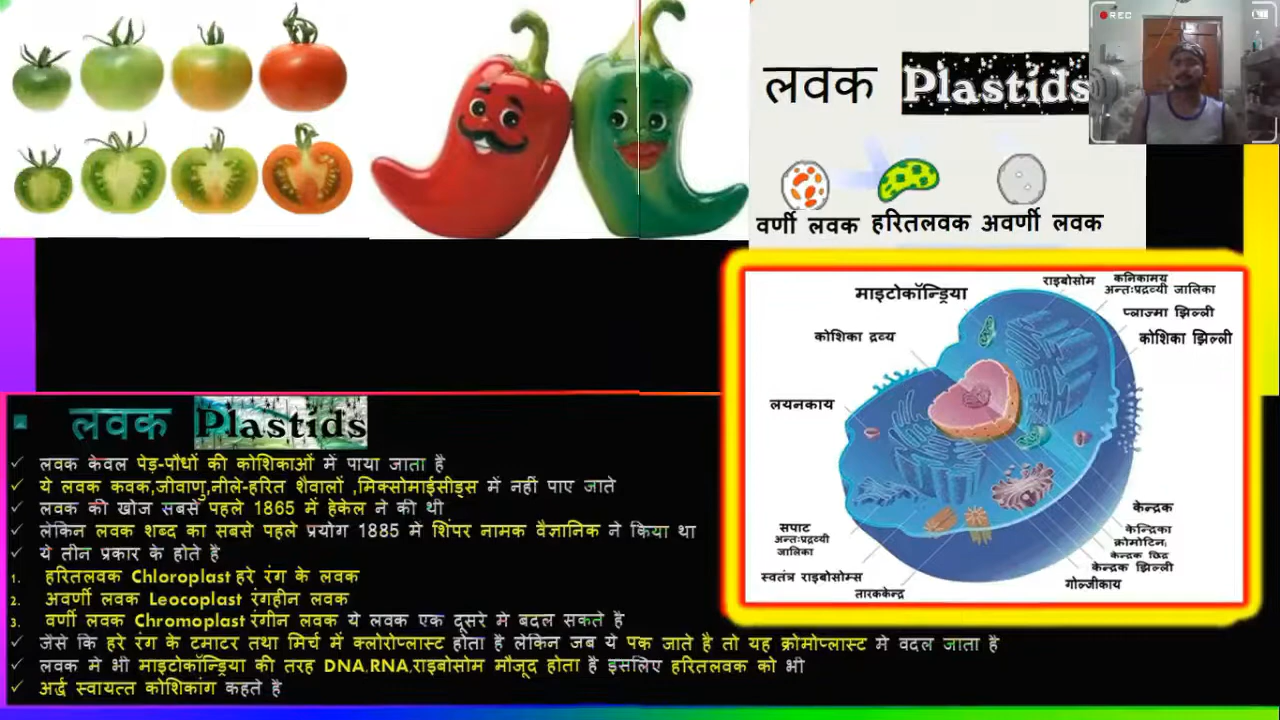 लवक Plastids
REC
वर्णी लवक हरितलवक अवर्णी लवक
माइटोकॉन्ड्रिया
राइबोसोम
कनिकामय
अन्तःप्रद्रव्यी जालिका
प्लाज्मा झिल्ली
कोशिका द्रव्य
कोशिका झिल्ली
लयनकाय
केन्द्रक
सपाट
अन्तःप्रद्रव्यी
जालिका
केन्द्रिका
क्रोमोटिन
केन्द्रक छिद्र
केन्द्रक झिल्ली
स्वतंत्र राइबोसोम्स
गोल्जीकाय
तारककेन्द्र
लवक Plastids
✓ लवक केवल पेड़-पौधों की कोशिकाओं में पाया जाता है
✓ ये लवक कवक,जीवाणु,नीले-हरित शैवालों ,मिक्सोमाईसीड्स में नहीं पाए जाते
✓ लवक की खोज सबसे पहले 1865 में हेकेल ने की थी
✓ लेकिन लवक शब्द का सबसे पहले प्रयोग 1885 में शिंपर नामक वैज्ञानिक ने किया था
✓ ये तीन प्रकार के होते है
1. हरितलवक Chloroplast हरे रंग के लवक
2. अवर्णी लवक Leocoplast रंगहीन लवक
3. वर्णी लवक Chromoplast रंगीन लवक ये लवक एक दूसरे मे बदल सकते है
✓ जैसे कि हरे रंग के टमाटर तथा मिर्च में क्लोरोप्लास्ट होता है लेकिन जब ये पक जाते है तो यह क्रोमोप्लास्ट मे वदल जाता है
✓ लवक मे भी माइटोकॉन्ड्रिया की तरह DNA,RNA,राइबोसोम मौजूद होता है इसलिए हरितलवक को भी
✓ अर्द्ध स्वायत्त कोशिकांग कहते है